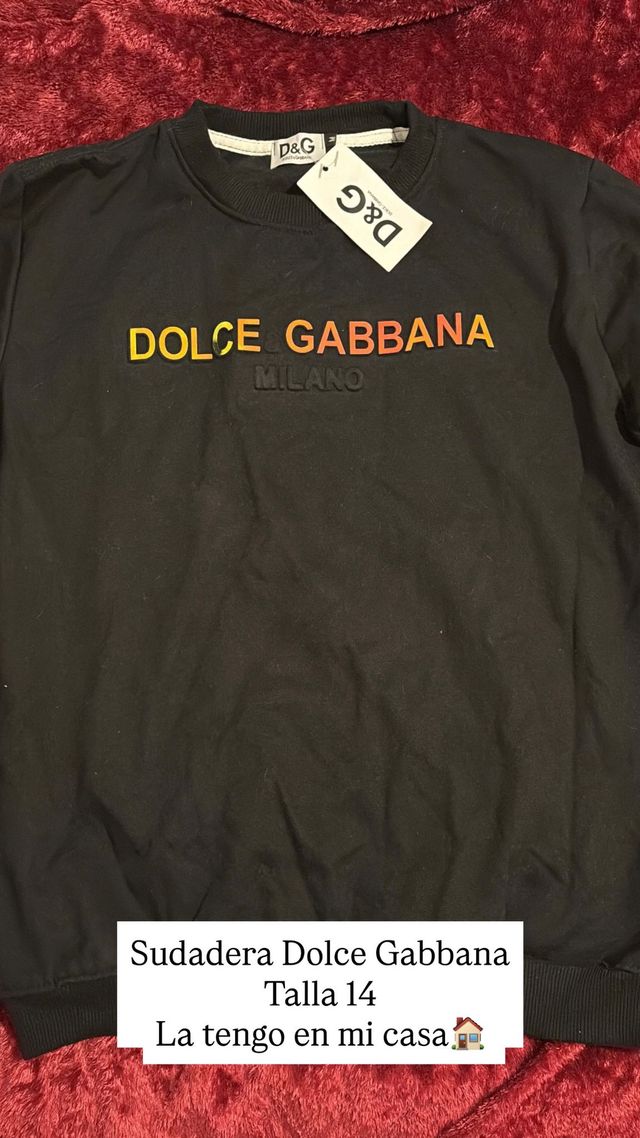 D&G
D&G
DOLCE & GABBANA
MILANO
Sudadera Dolce Gabbana
Talla 14
La tengo en mi casa🏠